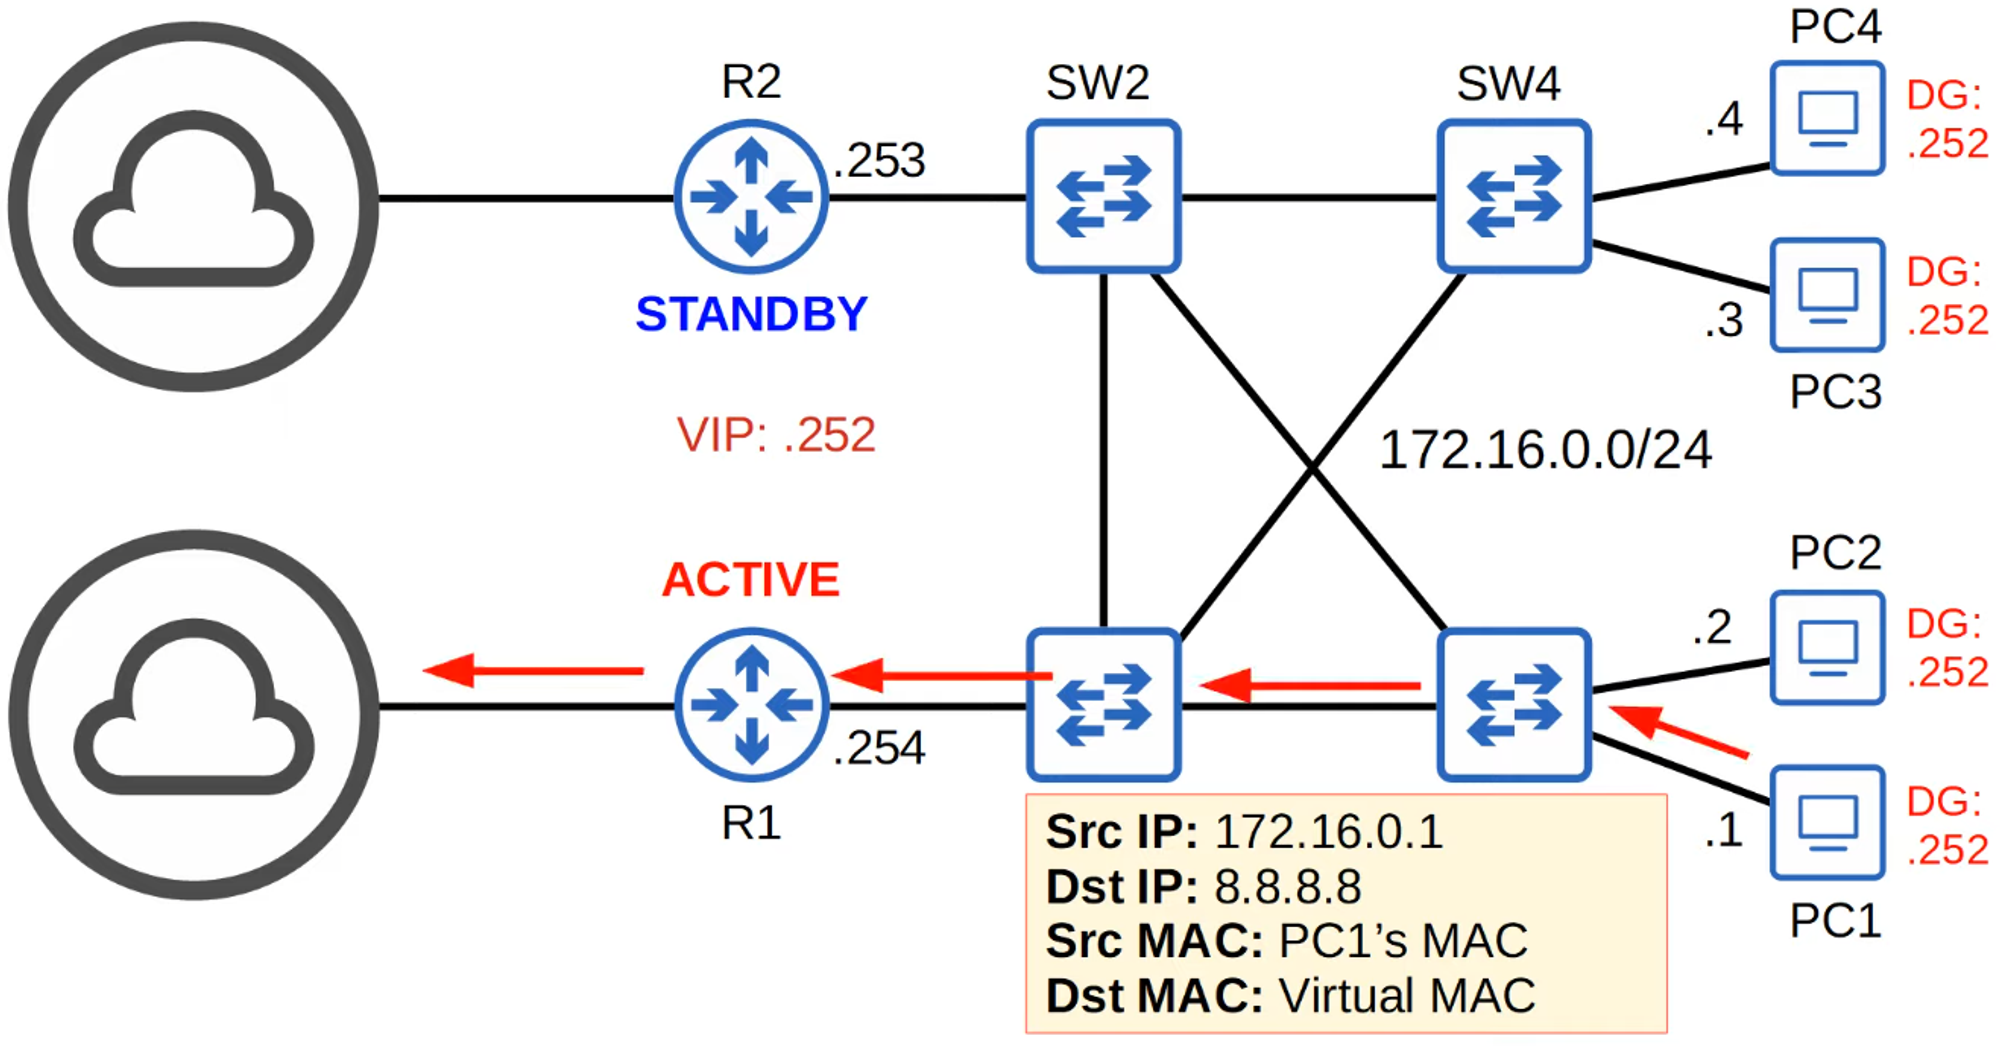 PC4
R2
SW2
SW4
DG:
.252
.4
.253
DG:
.252
STANDBY
.3
PC3
VIP: .252
172.16.0.0/24
PC2
ACTIVE
.2
DG:
.252
.254
R1
DG:
.252
.1
PC1
Src IP: 172.16.0.1
Dst IP: 8.8.8.8
Src MAC: PC1’s MAC
Dst MAC: Virtual MAC